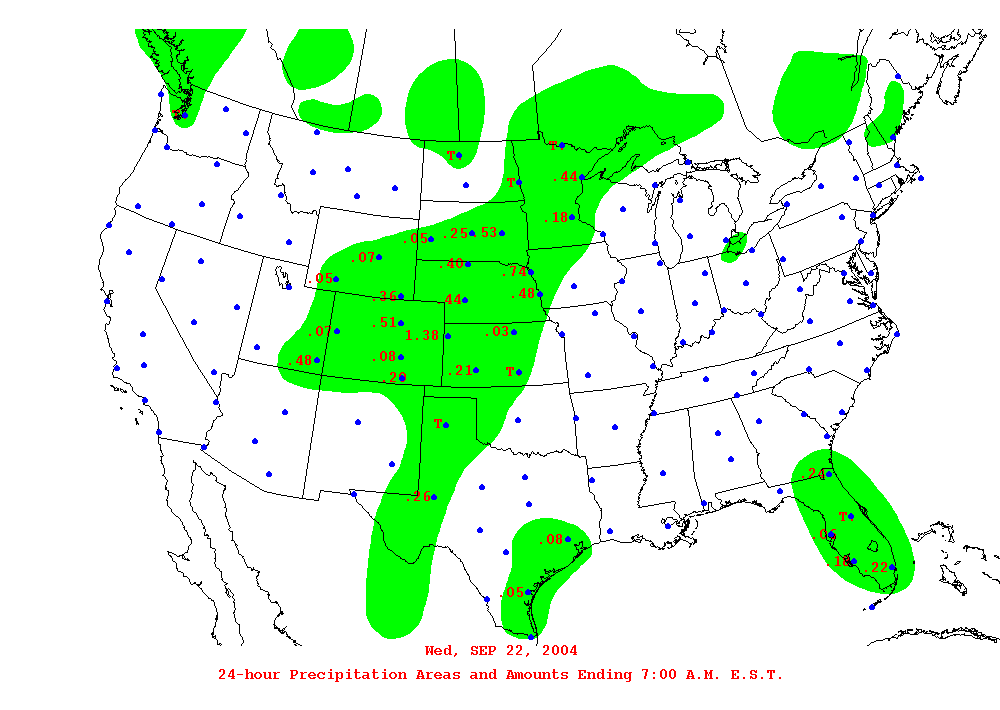 T
T
T
.44
.18
.05 .25 .53
.07
.40
.74
.05
.36
.44
.48
.51
.07
1.38
.03
.08
.48
.21
T
.20
T
.26
.24
T
.08
.05
.18
.22
Wed, SEP 22, 2004
24-hour Precipitation Areas and Amounts Ending 7:00 A.M. E.S.T.